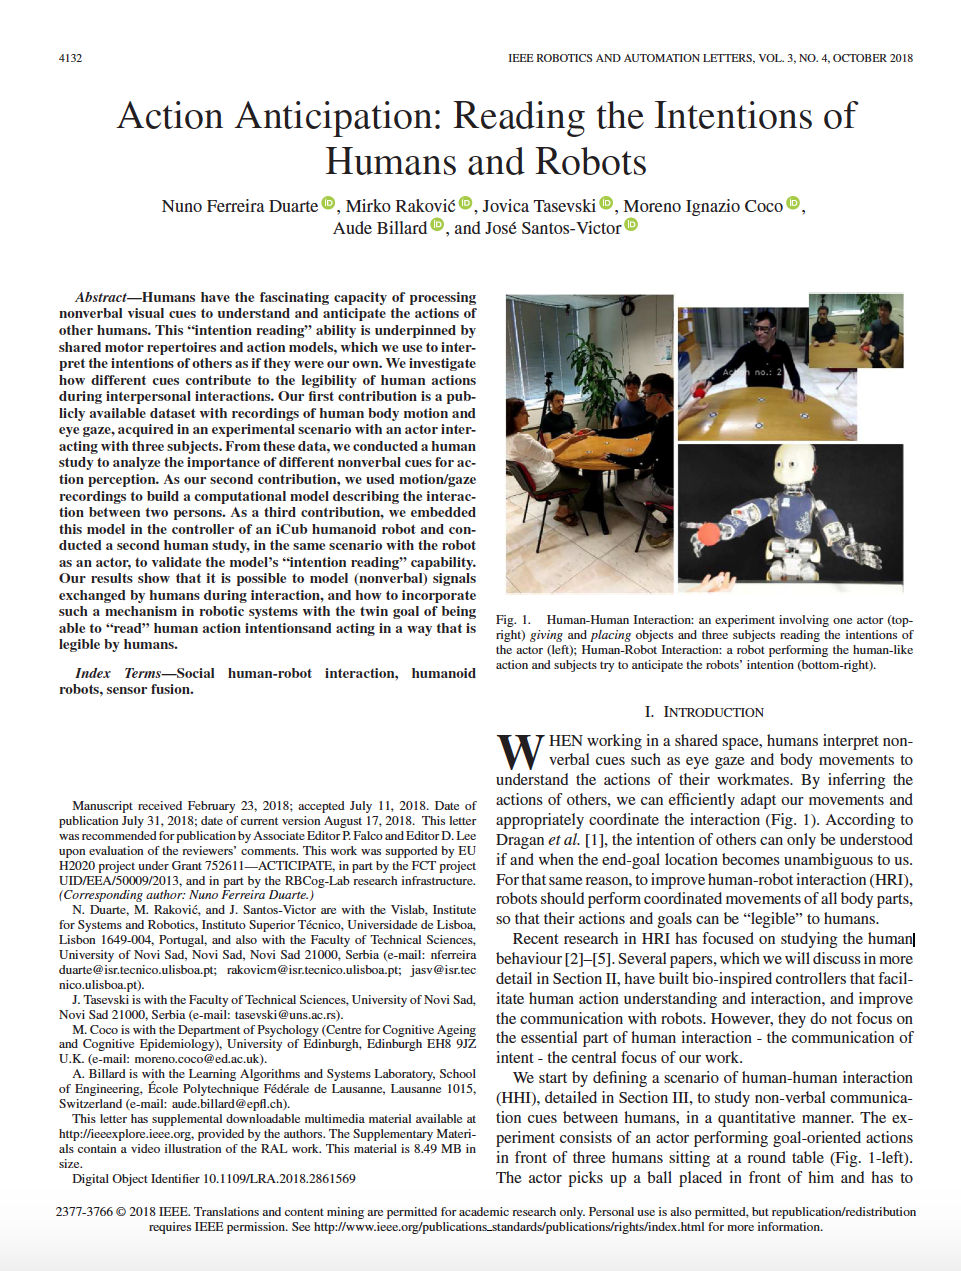 4132
IEEE ROBOTICS AND AUTOMATION LETTERS, VOL. 3, NO. 4, OCTOBER 2018
Action Anticipation: Reading the Intentions of
Humans and Robots
Nuno Ferreira Duarte iD, Mirko Raković iD, Jovica Tasevski iD, Moreno Ignazio Coco iD,
Aude Billard iD, and José Santos-Victor iD
Abstract—Humans have the fascinating capacity of processing
nonverbal visual cues to understand and anticipate the actions of
other humans. This “intention reading” ability is underpinned by
shared motor repertoires and action models, which we use to inter-
pret the intentions of others as if they were our own. We investigate
how different cues contribute to the legibility of human actions
during interpersonal interactions. Our first contribution is a pub-
licly available dataset with recordings of human body motion and
eye gaze, acquired in an experimental scenario with an actor inter-
acting with three subjects. From these data, we conducted a human
study to analyze the importance of different nonverbal cues for ac-
tion perception. As our second contribution, we used motion/gaze
recordings to build a computational model describing the interac-
tion between two persons. As a third contribution, we embedded
this model in the controller of an iCub humanoid robot and con-
ducted a second human study, in the same scenario with the robot
as an actor, to validate the model’s “intention reading” capability.
Our results show that it is possible to model (nonverbal) signals
exchanged by humans during interaction, and how to incorporate
such a mechanism in robotic systems with the twin goal of being
able to “read” human action intentionsand acting in a way that is
legible by humans.
Index Terms—Social human-robot interaction, humanoid
robots, sensor fusion.
Manuscript received February 23, 2018; accepted July 11, 2018. Date of
publication July 31, 2018; date of current version August 17, 2018. This letter
was recommended for publication by Associate Editor P. Falco and Editor D. Lee
upon evaluation of the reviewers’ comments. This work was supported by EU
H2020 project under Grant 752611—ACTICIPATE, in part by the FCT project
UID/EEA/50009/2013, and in part by the RBCog-Lab research infrastructure.
(Corresponding author: Nuno Ferreira Duarte.)
N. Duarte, M. Raković, and J. Santos-Victor are with the Vislab, Institute
for Systems and Robotics, Instituto Superior Técnico, Universidade de Lisboa,
Lisbon 1649-004, Portugal, and also with the Faculty of Technical Sciences,
University of Novi Sad, Novi Sad, Novi Sad 21000, Serbia (e-mail: nferreira
duarte@isr.tecnico.ulisboa.pt; rakovicm@isr.tecnico.ulisboa.pt; jasv@isr.tec
nico.ulisboa.pt).
J. Tasevski is with the Faculty of Technical Sciences, University of Novi Sad,
Novi Sad 21000, Serbia (e-mail: tasevski@uns.ac.rs).
M. Coco is with the Department of Psychology (Centre for Cognitive Ageing
and Cognitive Epidemiology), University of Edinburgh, Edinburgh EH8 9JZ
U.K. (e-mail: moreno.coco@ed.ac.uk).
A. Billard is with the Learning Algorithms and Systems Laboratory, School
of Engineering, École Polytechnique Fédérale de Lausanne, Lausanne 1015,
Switzerland (e-mail: aude.billard@epfl.ch).
This letter has supplemental downloadable multimedia material available at
http://ieeexplore.ieee.org, provided by the authors. The Supplementary Materi-
als contain a video illustration of the RAL work. This material is 8.49 MB in
size.
Digital Object Identifier 10.1109/LRA.2018.2861569
Action no.: 2
Fig. 1. Human-Human Interaction: an experiment involving one actor (top-
right) giving and placing objects and three subjects reading the intentions of
the actor (left); Human-Robot Interaction: a robot performing the human-like
action and subjects try to anticipate the robots’ intention (bottom-right).
I. INTRODUCTION
WHEN working in a shared space, humans interpret non-
verbal cues such as eye gaze and body movements to
understand the actions of their workmates. By inferring the
actions of others, we can efficiently adapt our movements and
appropriately coordinate the interaction (Fig. 1). According to
Dragan et al. [1], the intention of others can only be understood
if and when the end-goal location becomes unambiguous to us.
For that same reason, to improve human-robot interaction (HRI),
robots should perform coordinated movements of all body parts,
so that their actions and goals can be “legible” to humans.
Recent research in HRI has focused on studying the human
behaviour [2]–[5]. Several papers, which we will discuss in more
detail in Section II, have built bio-inspired controllers that facil-
itate human action understanding and interaction, and improve
the communication with robots. However, they do not focus on
the essential part of human interaction - the communication of
intent - the central focus of our work.
We start by defining a scenario of human-human interaction
(HHI), detailed in Section III, to study non-verbal communica-
tion cues between humans, in a quantitative manner. The ex-
periment consists of an actor performing goal-oriented actions
in front of three humans sitting at a round table (Fig. 1-left).
The actor picks up a ball placed in front of him and has to
2377-3766 © 2018 IEEE. Translations and content mining are permitted for academic research only. Personal use is also permitted, but republication/redistribution
requires IEEE permission. See http://www.ieee.org/publications_standards/publications/rights/index.html for more information.